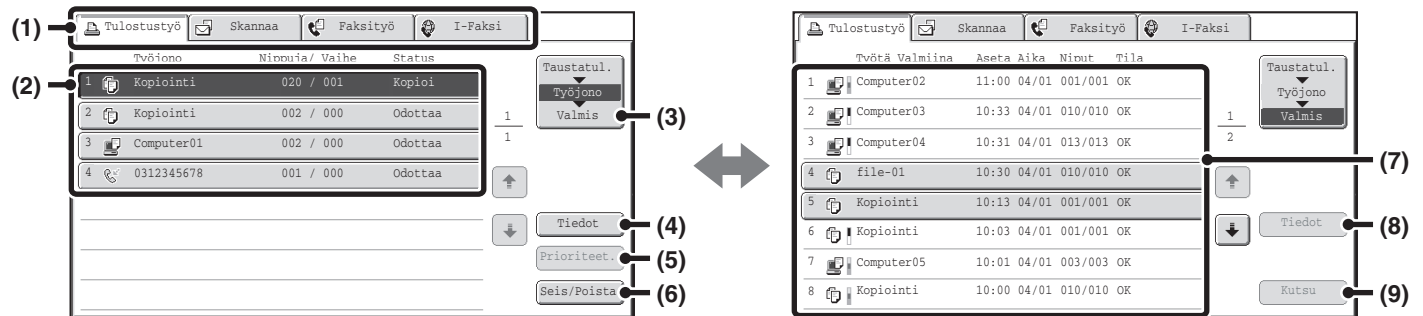 (1) Tulostustyö Skannaa Faksityö I-Faksi
Työjono Nippuja/ Vaihe Status
(2) 1 Kopiointi 020 / 001 Kopioi
2 Kopiointi 002 / 000 Odottaa
3 Computer01 002 / 000 Odottaa
4 0312345678 001 / 000 Odottaa
1
1
Taustatul.
Työjono
Valmis (3)
Tiedot (4)
Prioriteet. (5)
Seis/Poista (6)
Tulostustyö Skannaa Faksityö I-Faksi
Työtä Valmiina Aseta Aika Niput Tila
1 Computer02 11:00 04/01 001/001 OK
2 Computer03 10:33 04/01 010/010 OK
3 Computer04 10:31 04/01 013/013 OK
4 file-01 10:30 04/01 010/010 OK
5 Kopiointi 10:13 04/01 001/001 OK
6 Kopiointi 10:03 04/01 001/001 OK
7 Computer05 10:01 04/01 003/003 OK
8 Kopiointi 10:00 04/01 010/010 OK
1
2
Taustatul.
Työjono
Valmis
(7)
Tiedot (8)
Kutsu (9)